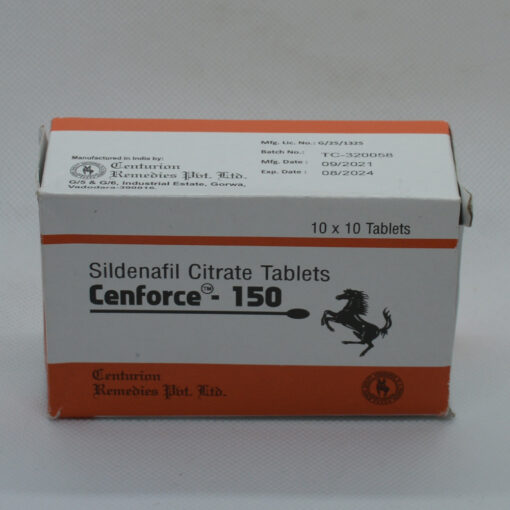 Manufactured in India by:
Centurion
Remedies Pvt. Ltd.
G/5 & G/6, Industrial Estate, Gorwa,
Vadodara-390016.
Mfg. Lic. No.: G/25/1325
Batch No.: TC-320058
Mfg. Date : 09/2021
Exp. Date : 08/2024
10 x 10 Tablets
Sildenafil Citrate Tablets
Cenforce™- 150
Centurion
Remedies Pvt. Ltd.